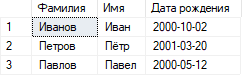 Фамилия Имя Дата рождения
1 Иванов Иван 2000-10-02
2 Петров Пётр 2001-03-20
3 Павлов Павел 2000-05-12